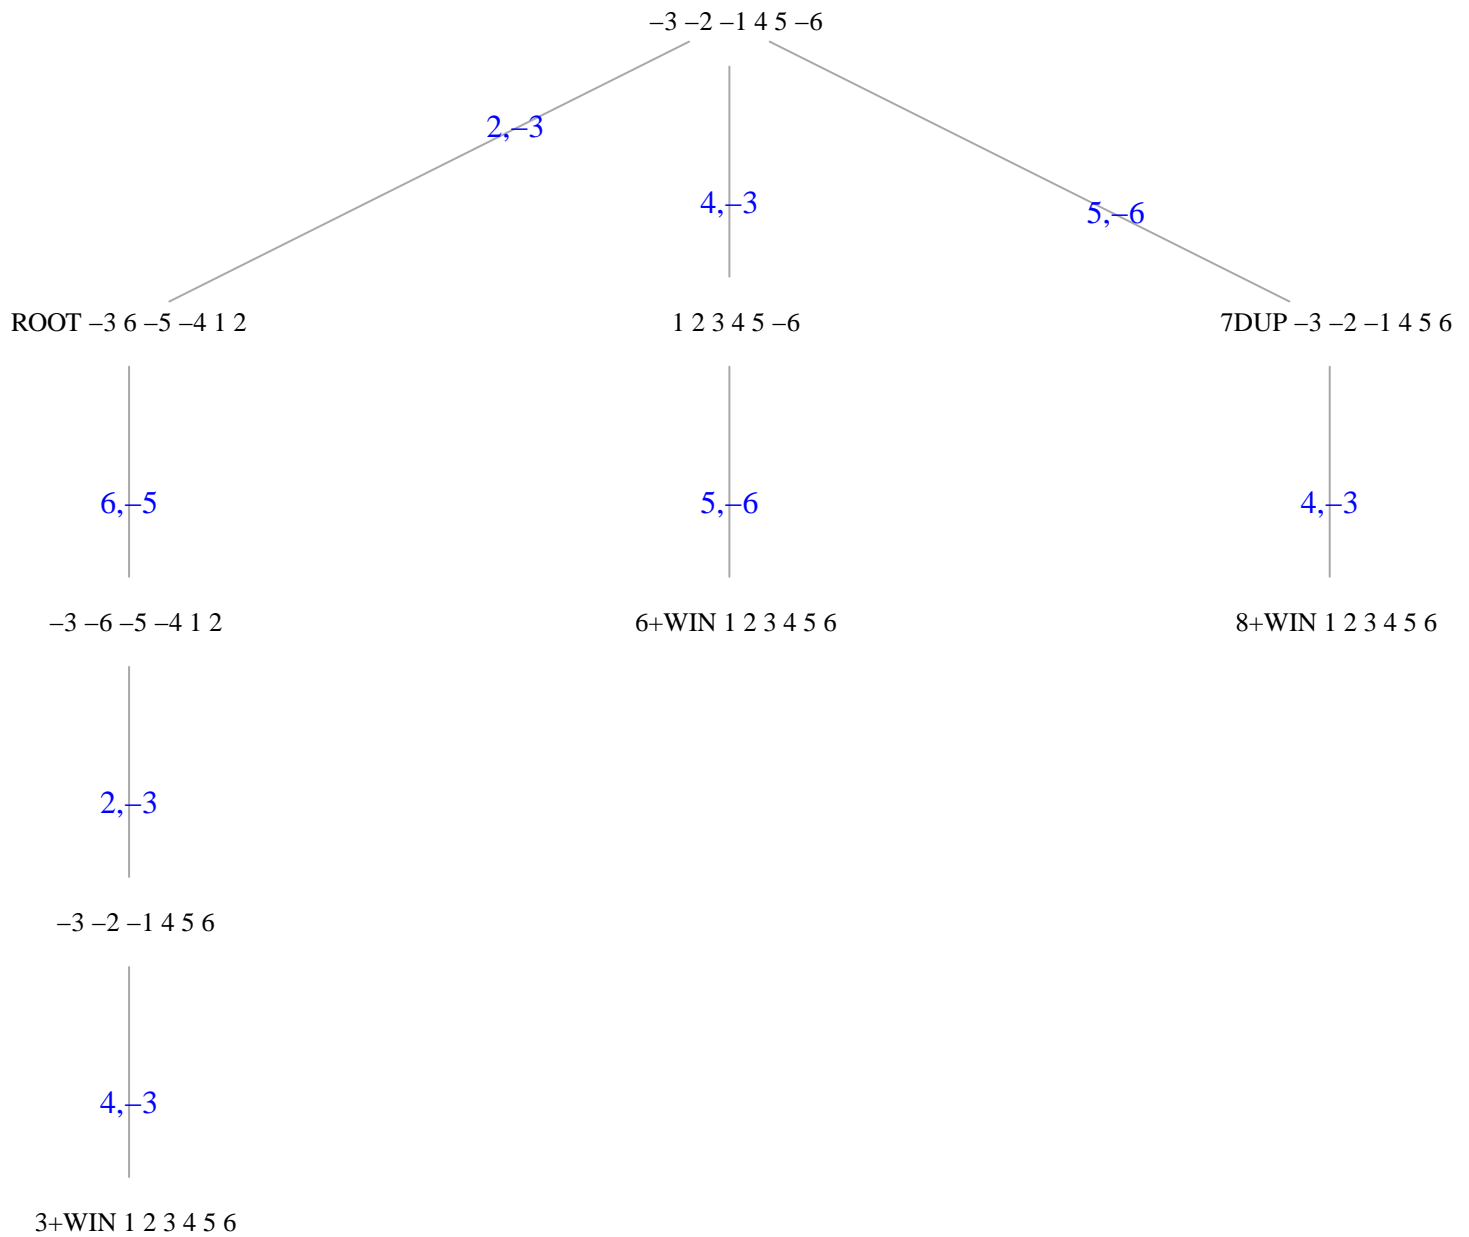 –3 –2 –1 4 5 –6
2,–3
4,–3
5,–6
ROOT –3 6 –5 –4 1 2
1 2 3 4 5 –6
7DUP –3 –2 –1 4 5 6
6,–5
5,–6
4,–3
–3 –6 –5 –4 1 2
6+WIN 1 2 3 4 5 6
8+WIN 1 2 3 4 5 6
2,–3
–3 –2 –1 4 5 6
4,–3
3+WIN 1 2 3 4 5 6